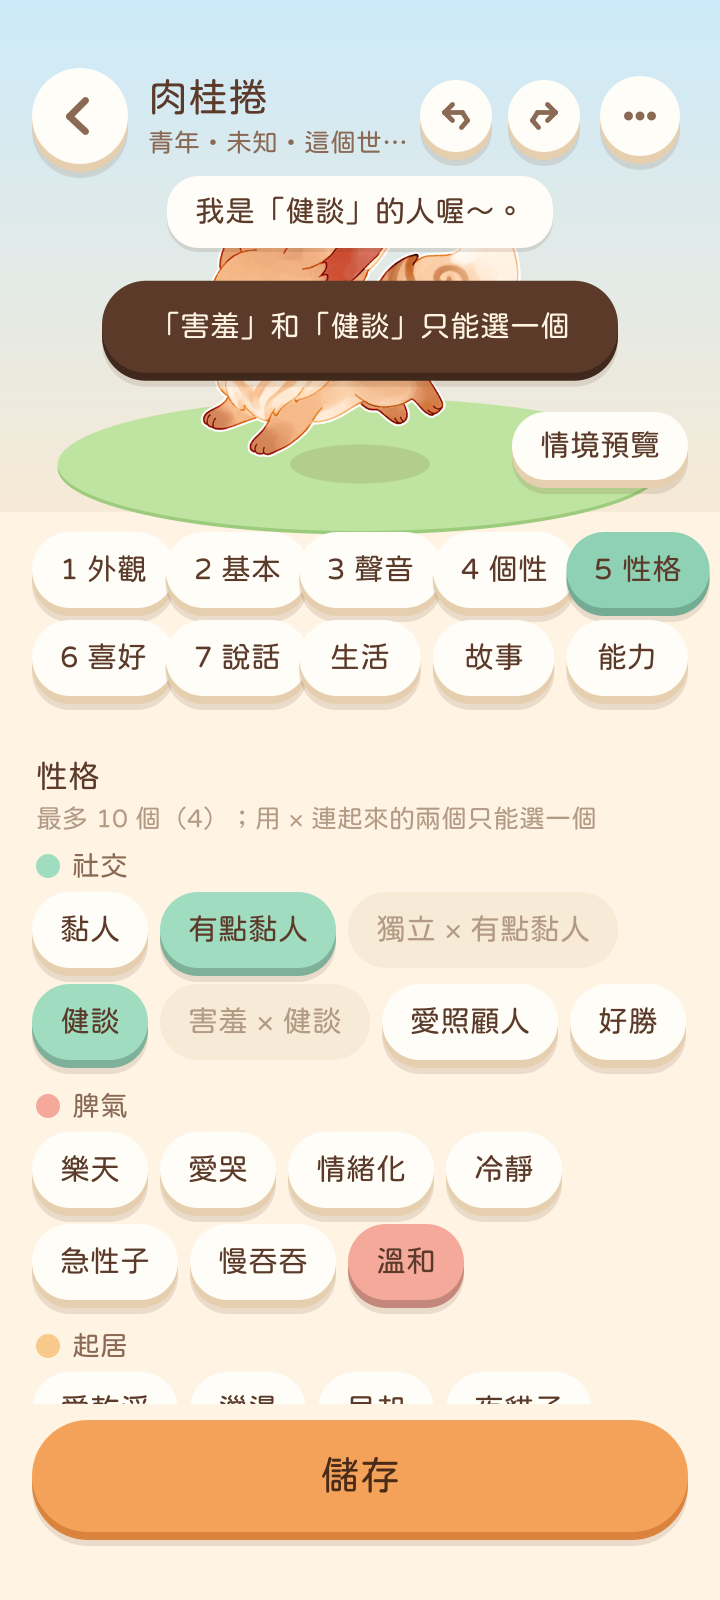 肉桂捲
青年・未知・這個世…
我是「健談」的人喔～。
「害羞」和「健談」只能選一個
情境預覽
1 外觀 2 基本 3 聲音 4 個性 5 性格
6 喜好 7 說話 生活 故事 能力
性格
最多 10 個（4）；用 × 連起來的兩個只能選一個
社交
黏人 有點黏人 獨立 × 有點黏人
健談 害羞 × 健談 愛照顧人 好勝
脾氣
樂天 愛哭 情緒化 冷靜
急性子 慢吞吞 溫和
起居
儲存